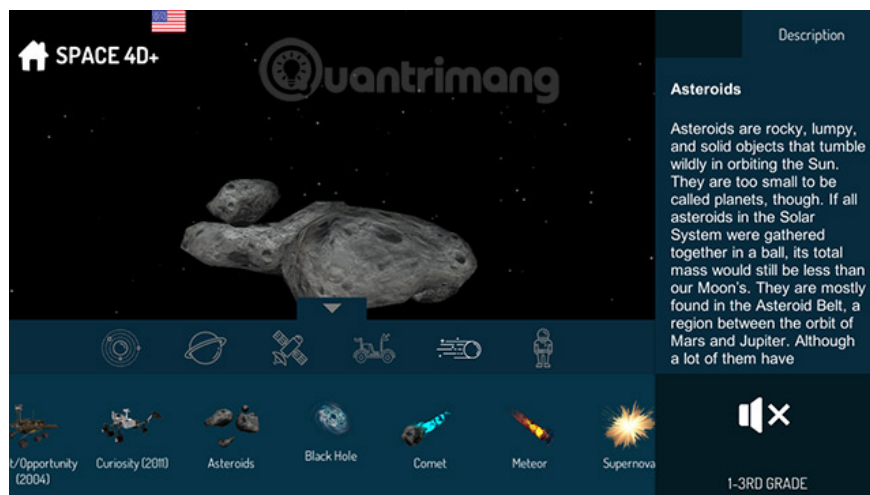 SPACE 4D+
Quantrimang
Description
Asteroids
Asteroids are rocky, lumpy,
and solid objects that tumble
wildly in orbiting the Sun.
They are too small to be
called planets, though. If all
asteroids in the Solar
System were gathered
together in a ball, its total
mass would still be less than
our Moon's. They are mostly
found in the Asteroid Belt, a
region between the orbit of
Mars and Jupiter. Although
a lot of them have
t/Opportunity
(2004)
Curiosity (2011)
Asteroids
Black Hole
Comet
Meteor
Supernova
1-3RD GRADE